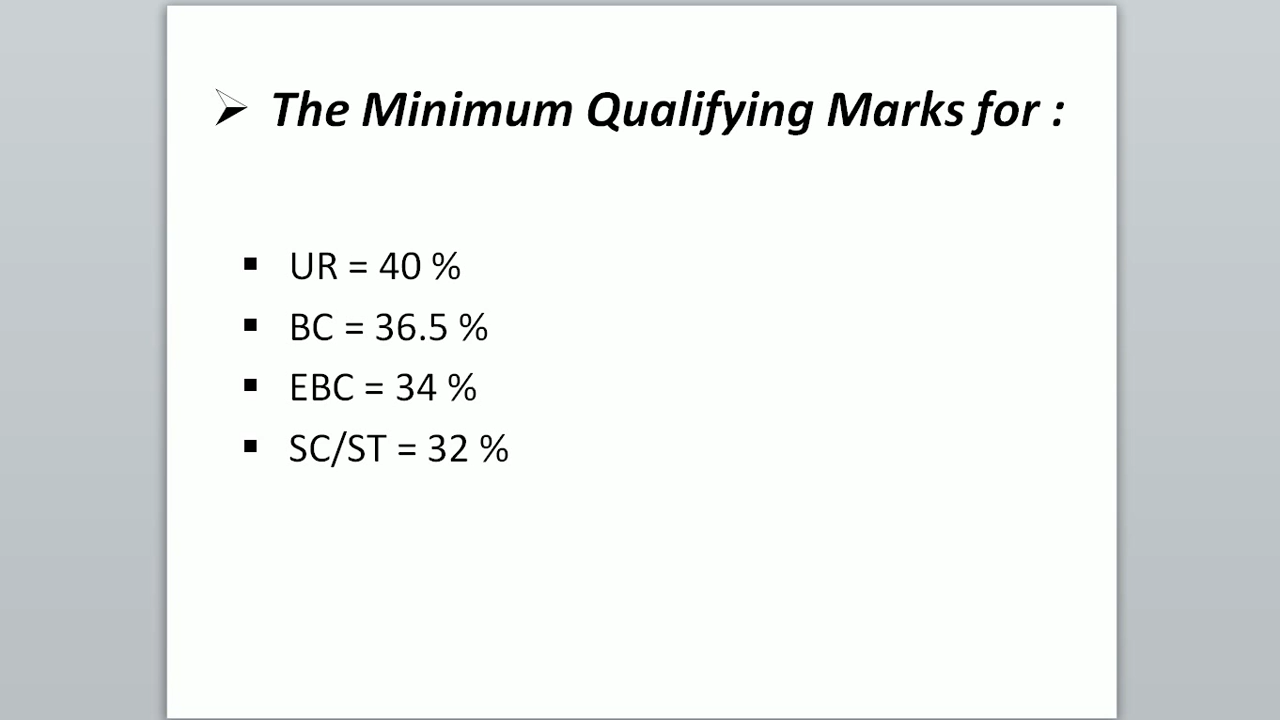 The Minimum Qualifying Marks for :
UR = 40 %
BC = 36.5 %
EBC = 34 %
SC/ST = 32 %